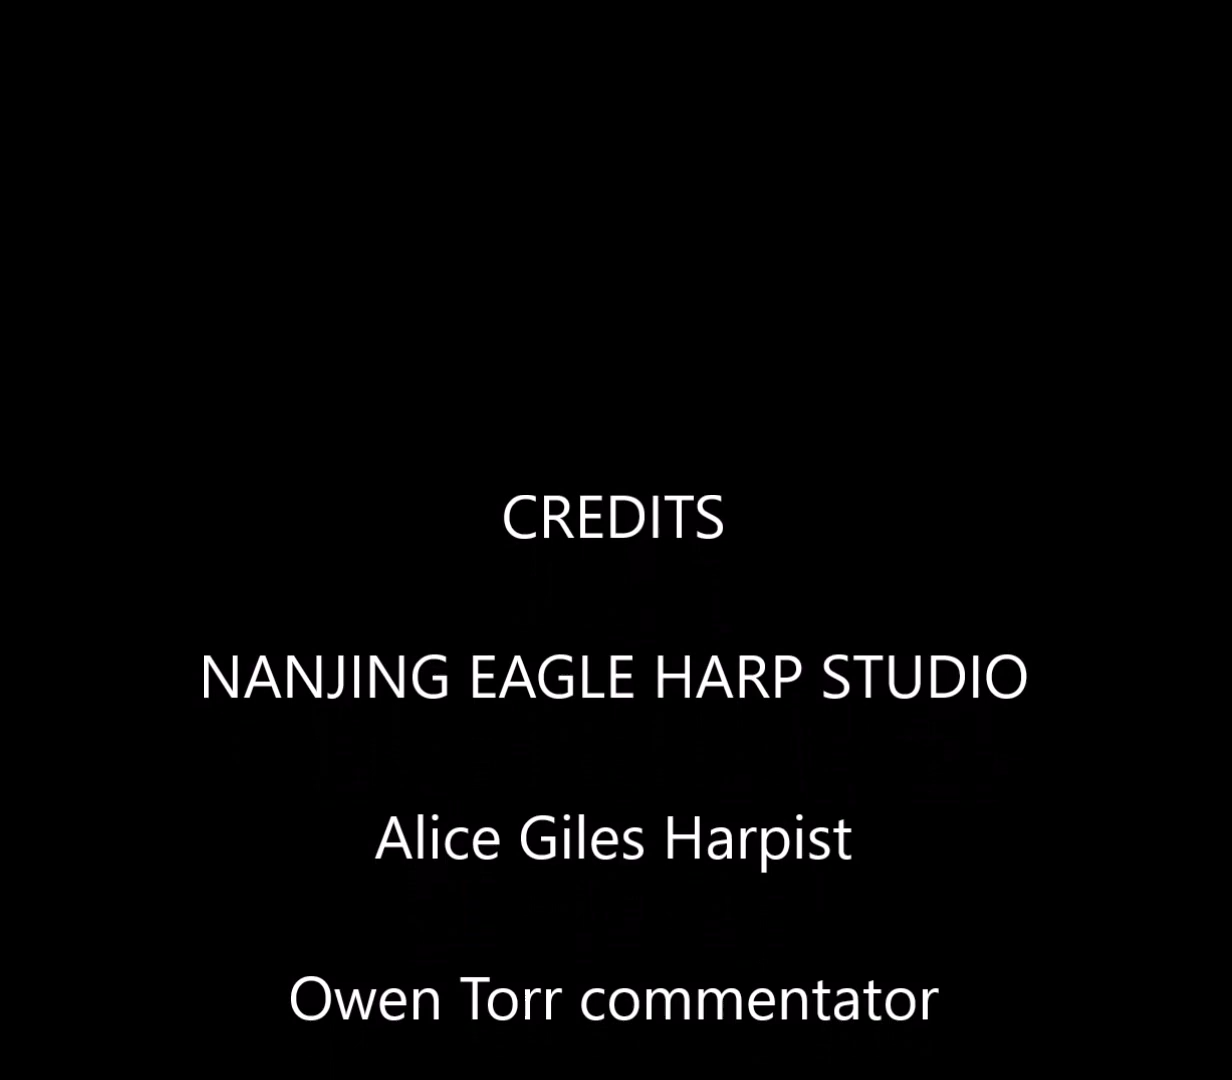 CREDITS
NANJING EAGLE HARP STUDIO
Alice Giles Harpist
Owen Torr commentator